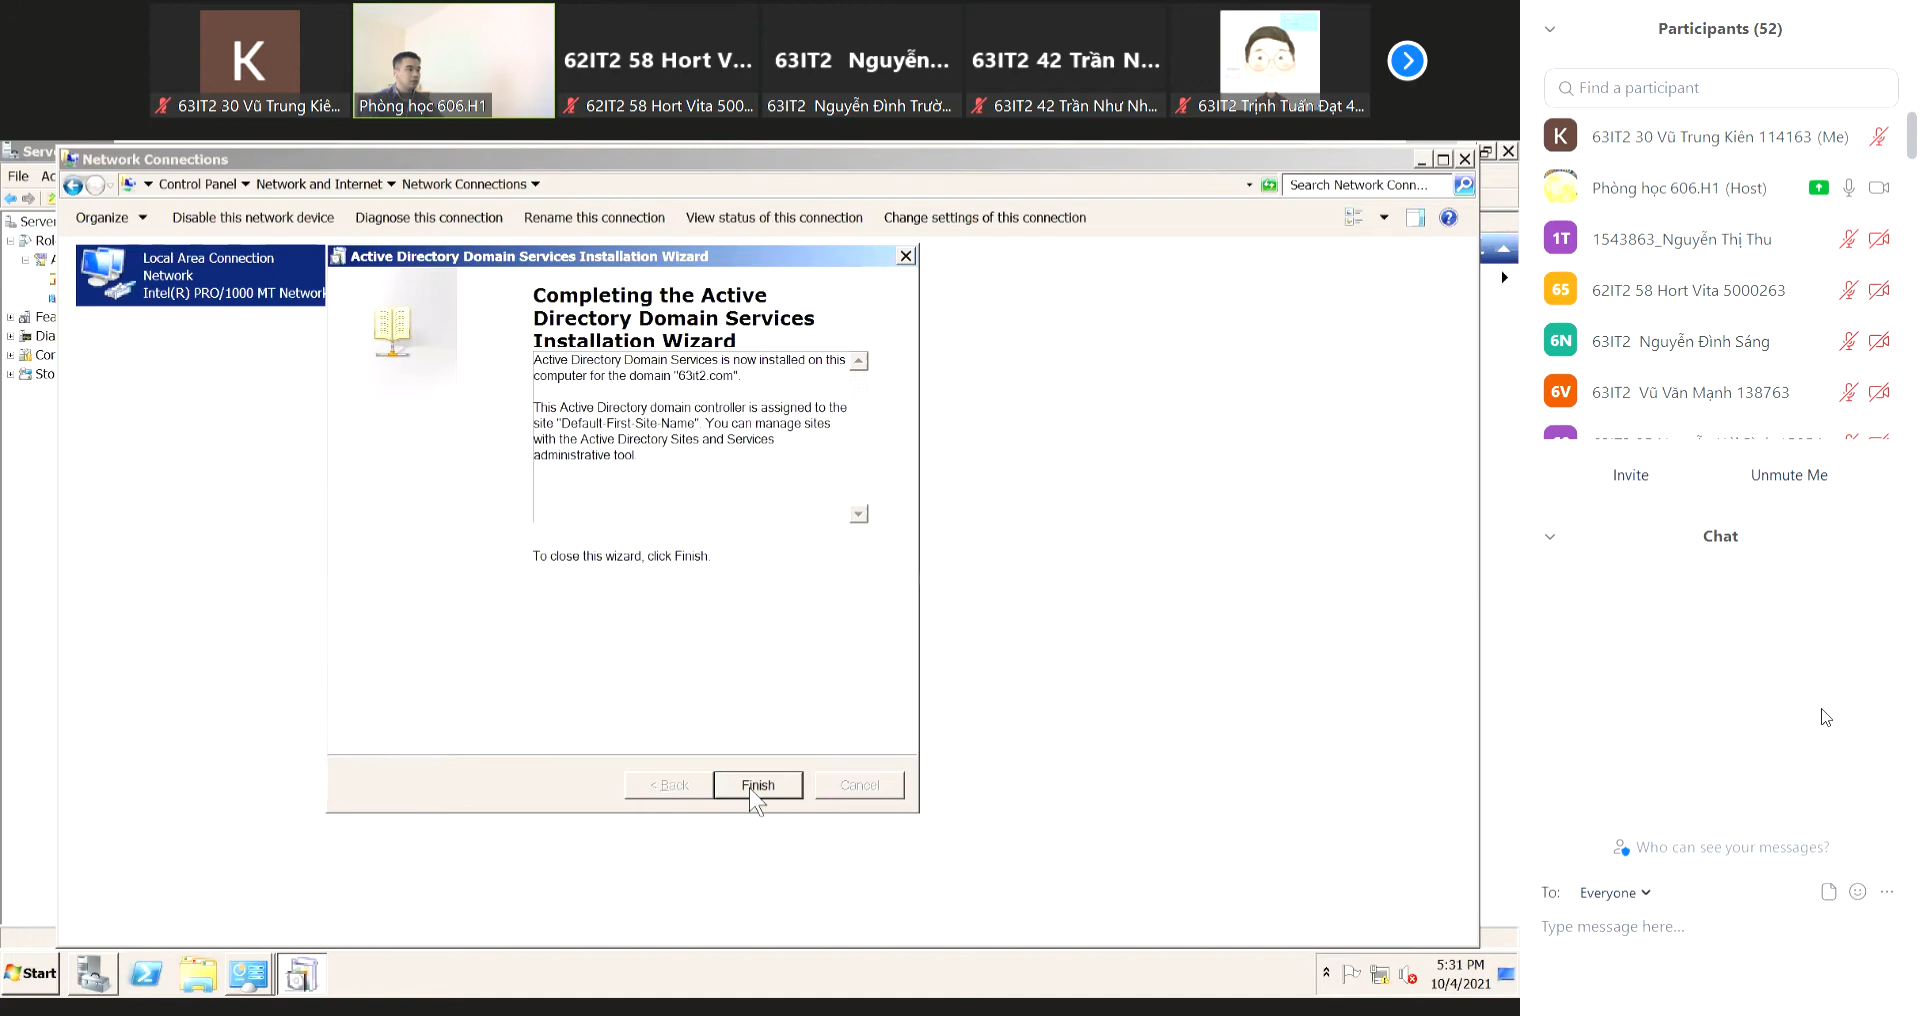 K
62IT2 58 Hort V...
63IT2 Nguyễn...
63IT2 42 Trần N...
63IT2 30 Vũ Trung Kiê...
Phòng học 606.H1
62IT2 58 Hort Vita 500...
63IT2 Nguyễn Đình Trườ...
63IT2 42 Trần Như Nh...
63IT2 Trịnh Tuấn Đạt 4...
Participants (52)
Find a participant
K
63IT2 30 Vũ Trung Kiên 114163 (Me)
Phòng học 606.H1 (Host)
1T
1543863_Nguyễn Thị Thu
65
62IT2 58 Hort Vita 5000263
6N
63IT2 Nguyễn Đình Sáng
6V
63IT2 Vũ Văn Mạnh 138763
Invite
Unmute Me
Chat
Who can see your messages?
To: Everyone
Type message here...
Serv
File Ac
Server
Rol
A
Fea
Dia
Cor
Sto
Network Connections
Control Panel Network and Internet Network Connections
Search Network Conn...
Organize Disable this network device Diagnose this connection Rename this connection View status of this connection Change settings of this connection
Local Area Connection
Network
Intel(R) PRO/1000 MT Network
Active Directory Domain Services Installation Wizard
Completing the Active
Directory Domain Services
Installation Wizard
Active Directory Domain Services is now installed on this
computer for the domain "63it2.com".
This Active Directory domain controller is assigned to the
site "Default-First-Site-Name". You can manage sites
with the Active Directory Sites and Services
administrative tool
To close this wizard, click Finish.
< Back Finish Cancel
Start
5:31 PM
10/4/2021